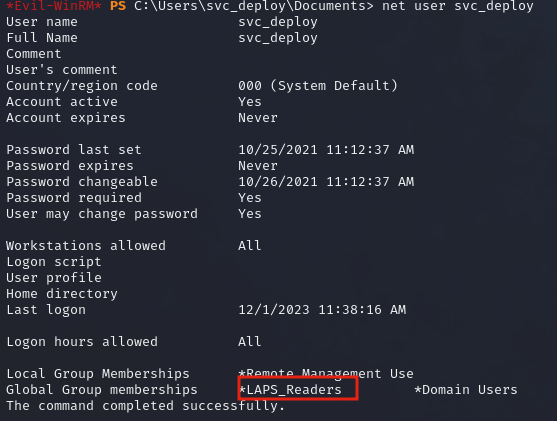 *Evil-WinRM* PS C:\Users\svc_deploy\Documents> net user svc_deploy
User name                    svc_deploy
Full Name                    svc_deploy
Comment
User's comment
Country/region code          000 (System Default)
Account active               Yes
Account expires              Never

Password last set            10/25/2021 11:12:37 AM
Password expires             Never
Password changeable          10/26/2021 11:12:37 AM
Password required            Yes
User may change password     Yes

Workstations allowed         All
Logon script
User profile
Home directory
Last logon                   12/1/2023 11:38:16 AM

Logon hours allowed          All

Local Group Memberships      *Remote Management Use
Global Group memberships     *LAPS_Readers         *Domain Users
The command completed successfully.